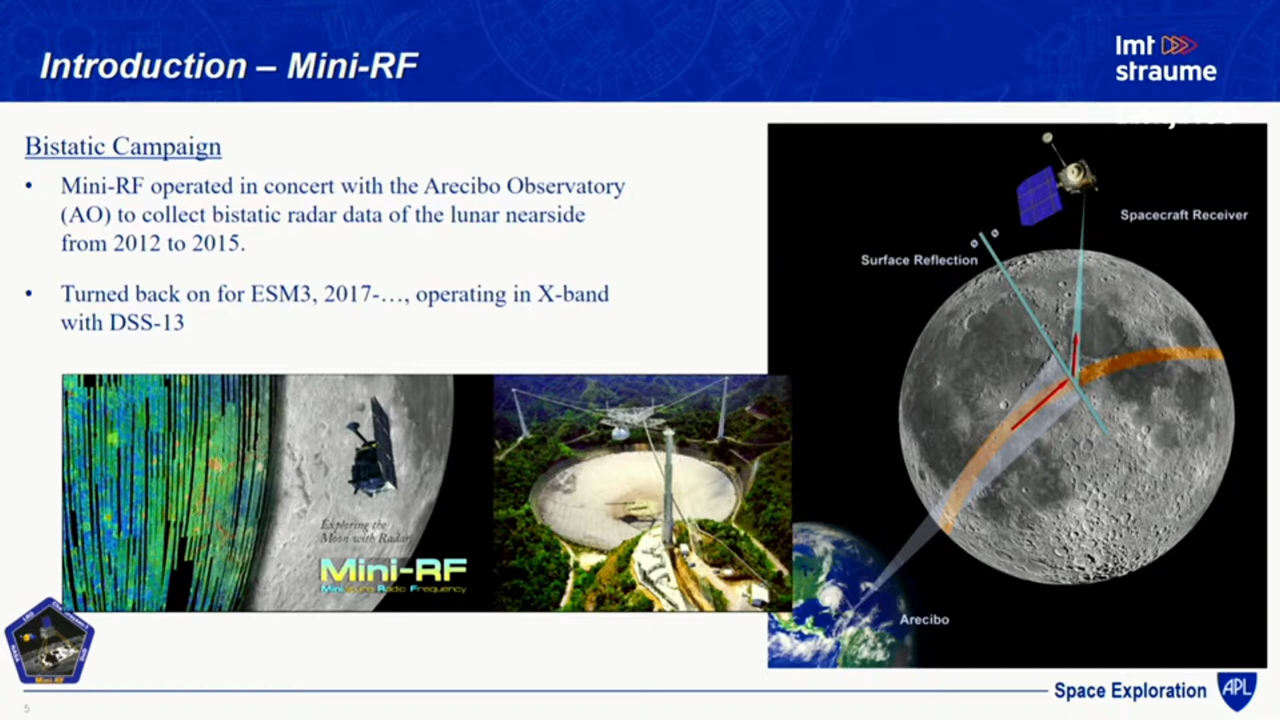 Introduction – Mini-RF
lmt
straume
Bistatic Campaign
• Mini-RF operated in concert with the Arecibo Observatory
(AO) to collect bistatic radar data of the lunar nearside
from 2012 to 2015.
• Turned back on for ESM3, 2017-…, operating in X-band
with DSS-13
Spacecraft Receiver
Surface Reflection
Arecibo
Exploring the
Moon with Radar
Mini-RF
Miniature Radio Frequency
Mini-RF
Space Exploration
APL
5